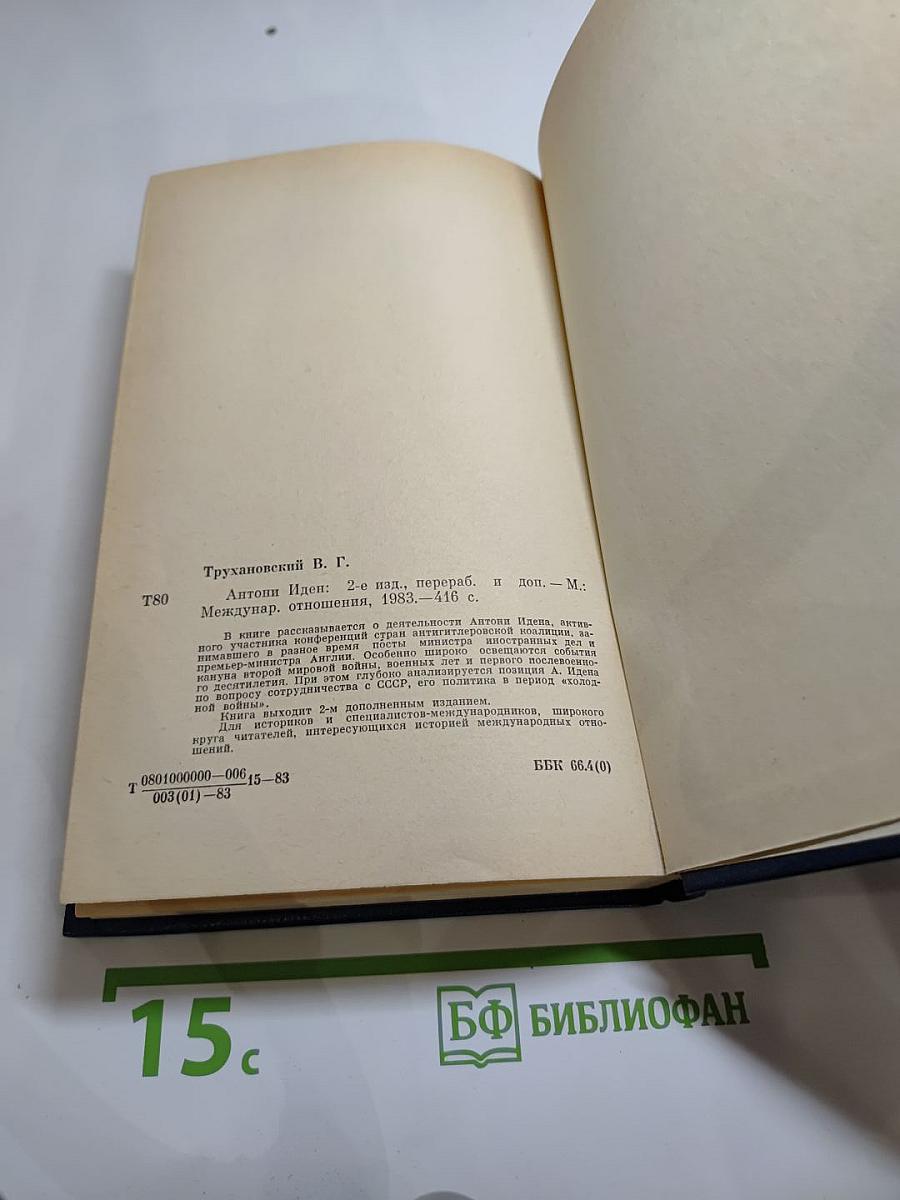 Трухановский В. Г.
Т80
Антони Иден: 2-е изд., перераб. и доп. — М.:
Междунар. отношения, 1983.—416 с.
В книге рассказывается о деятельности Антони Идена, актив-
ного участника конференций стран антигитлеровской коалиции, за-
нимавшего в разное время посты министра иностранных дел и
премьер-министра Англии. Особенно широко освещаются события
кануна второй мировой войны, военных лет и первого послевоенно-
го десятилетия. При этом глубоко анализируется позиция А. Идена
по вопросу сотрудничества с СССР, его политика в период «холод-
ной войны».
Книга выходит 2-м дополненным изданием.
Для историков и специалистов-международников, широкого
круга читателей, интересующихся историей международных отно-
шений.
Т 0801000000—006 15—83
003(01)—83
ББК 66.4(0)
15 с
БФ БИБЛИОФАН